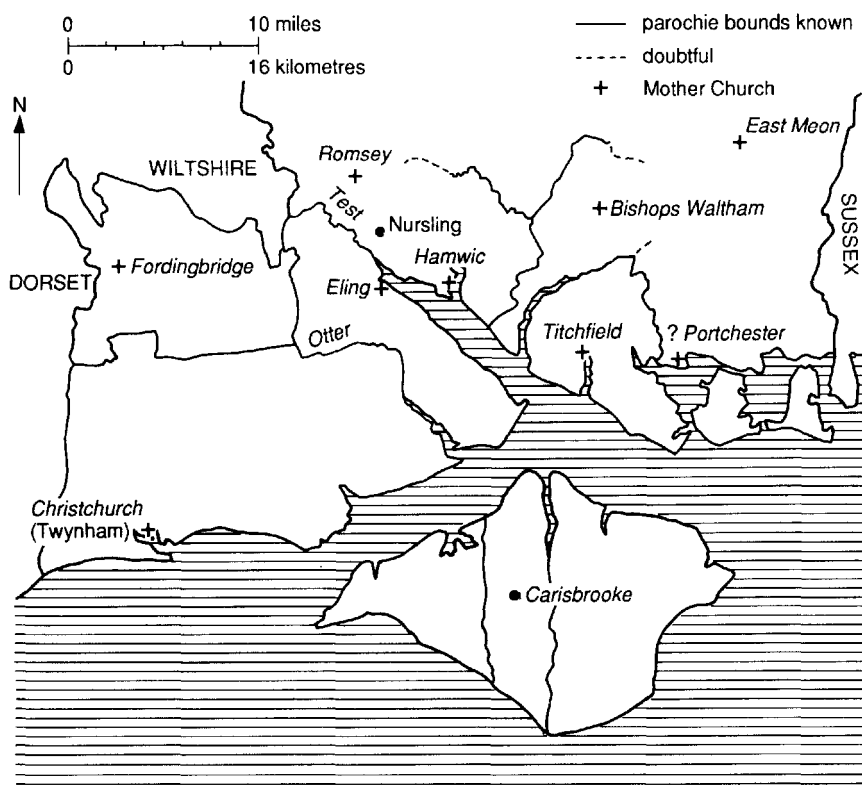 0 10 miles
0 16 kilometres
parochie bounds known
doubtful
+ Mother Church
N
East Meon
WILTSHIRE
Romsey
Test
Nursling
Bishops Waltham
SUSSEX
DORSET
Fordingbridge
Hamwic
Eling
Otter
Titchfield
? Portchester
Christchurch
(Twynham)
Carisbrooke